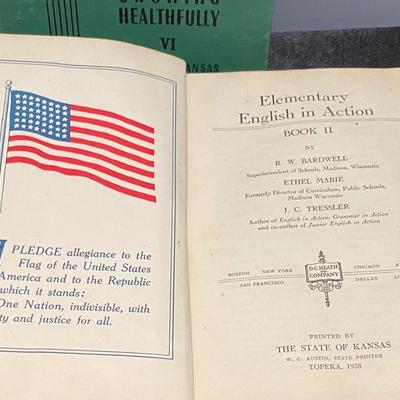 HEALTHFULLY
VI
PLEDGE allegiance to the
Flag of the United States
America and to the Republic
which it stands:
One Nation, indivisible, with
and justice for all.
Elementary
English in Action
BOOK II
BY
R. W. BARDWELL
Superintendent of Schools, Madison, Wisconsin
ETHEL MABIE
Formerly Director of Curriculum, Public Schools,
Madison Wisconsin
J. C. TRESSLER
Author of English in Action, Grammar in Action
and co-author of Junior English in Action
BOSTON NEW YORK CHICAGO
SAN FRANCISCO DALLAS
D.C. HEATH
AND
COMPANY
PRINTED BY
THE STATE OF KANSAS
W. C. AUSTIN, STATE PRINTER
TOPEKA, 1938